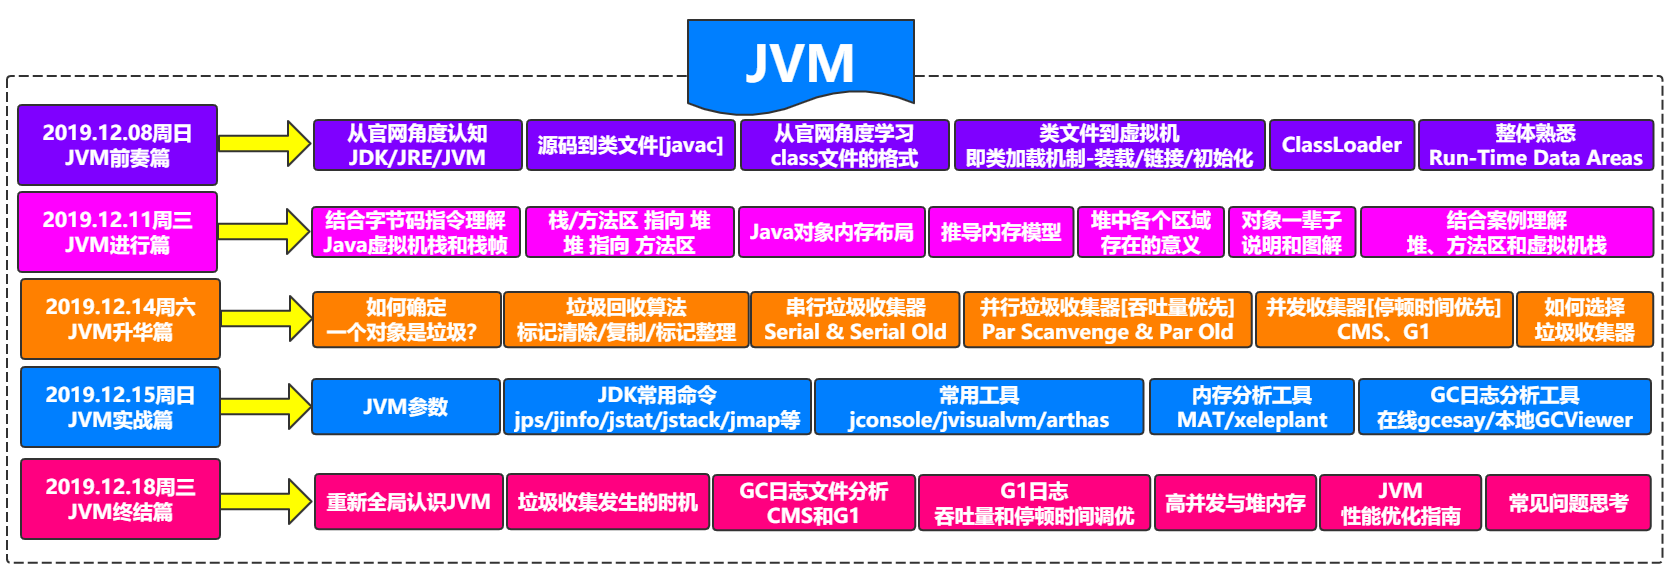 JVM
2019.12.08周日
JVM前奏篇
从官网角度认知
JDK/JRE/JVM
源码到类文件[javac]
从官网角度学习
class文件的格式
类文件到虚拟机
即类加载机制-装载/链接/初始化
ClassLoader
整体熟悉
Run-Time Data Areas
2019.12.11周三
JVM进行篇
结合字节码指令理解
Java虚拟机栈和栈帧
栈/方法区 指向 堆
堆 指向 方法区
Java对象内存布局
推导内存模型
堆中各个区域
存在的意义
对象一辈子
说明和图解
结合案例理解
堆、方法区和虚拟机栈
2019.12.14周六
JVM升华篇
如何确定
一个对象是垃圾?
垃圾回收算法
标记清除/复制/标记整理
串行垃圾收集器
Serial & Serial Old
并行垃圾收集器[吞吐量优先]
Par Scanvenge & Par Old
并发收集器[停顿时间优先]
CMS、G1
如何选择
垃圾收集器
2019.12.15周日
JVM实战篇
JVM参数
JDK常用命令
jps/jinfo/jstat/jstack/jmap等
常用工具
jconsole/jvisualvm/arthas
内存分析工具
MAT/xeleplant
GC日志分析工具
在线gcesay/本地GCViewer
2019.12.18周三
JVM终结篇
重新全局认识JVM
垃圾收集发生的时机
GC日志文件分析
CMS和G1
G1日志
吞吐量和停顿时间调优
高并发与堆内存
JVM
性能优化指南
常见问题思考